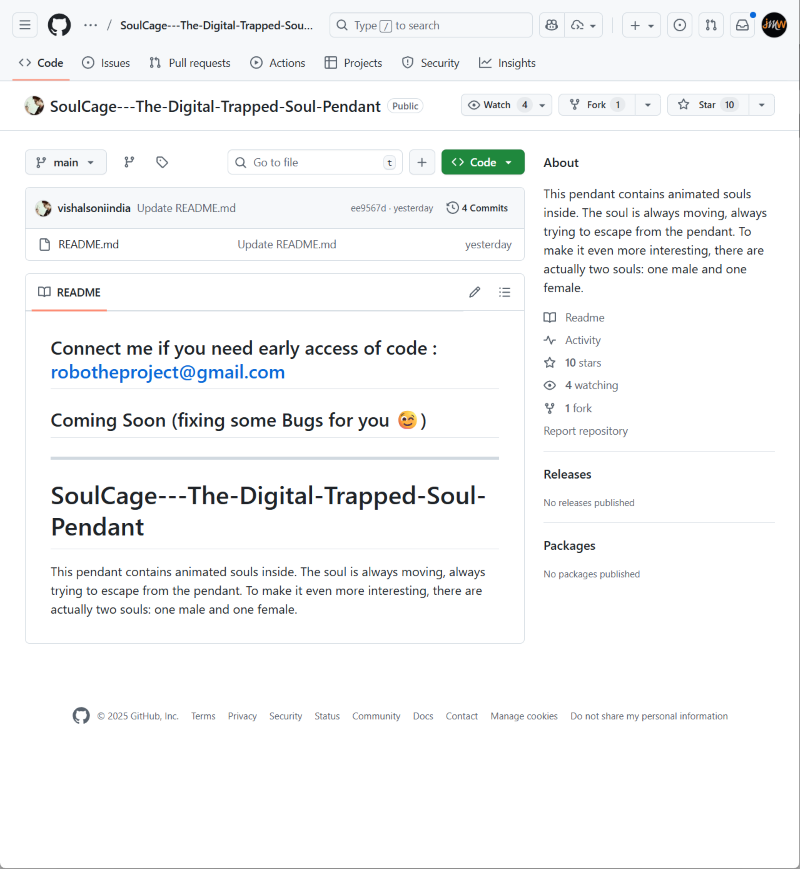 ··· / SoulCage---The-Digital-Trapped-Sou... Type / to search
Code Issues Pull requests Actions Projects Security Insights
SoulCage---The-Digital-Trapped-Soul-Pendant Public Watch 4 Fork 1 Star 10
main Go to file t + Code
vishalsoniindia Update README.md ee9567d · yesterday 4 Commits
README.md Update README.md yesterday
README
Connect me if you need early access of code :
robotheproject@gmail.com
Coming Soon (fixing some Bugs for you 😉)
SoulCage---The-Digital-Trapped-Soul-
Pendant
This pendant contains animated souls inside. The soul is always moving, always
trying to escape from the pendant. To make it even more interesting, there are
actually two souls: one male and one female.
About
This pendant contains animated souls
inside. The soul is always moving, always
trying to escape from the pendant. To
make it even more interesting, there are
actually two souls: one male and one
female.
Readme
Activity
10 stars
4 watching
1 fork
Report repository
Releases
No releases published
Packages
No packages published
© 2025 GitHub, Inc. Terms Privacy Security Status Community Docs Contact Manage cookies Do not share my personal information